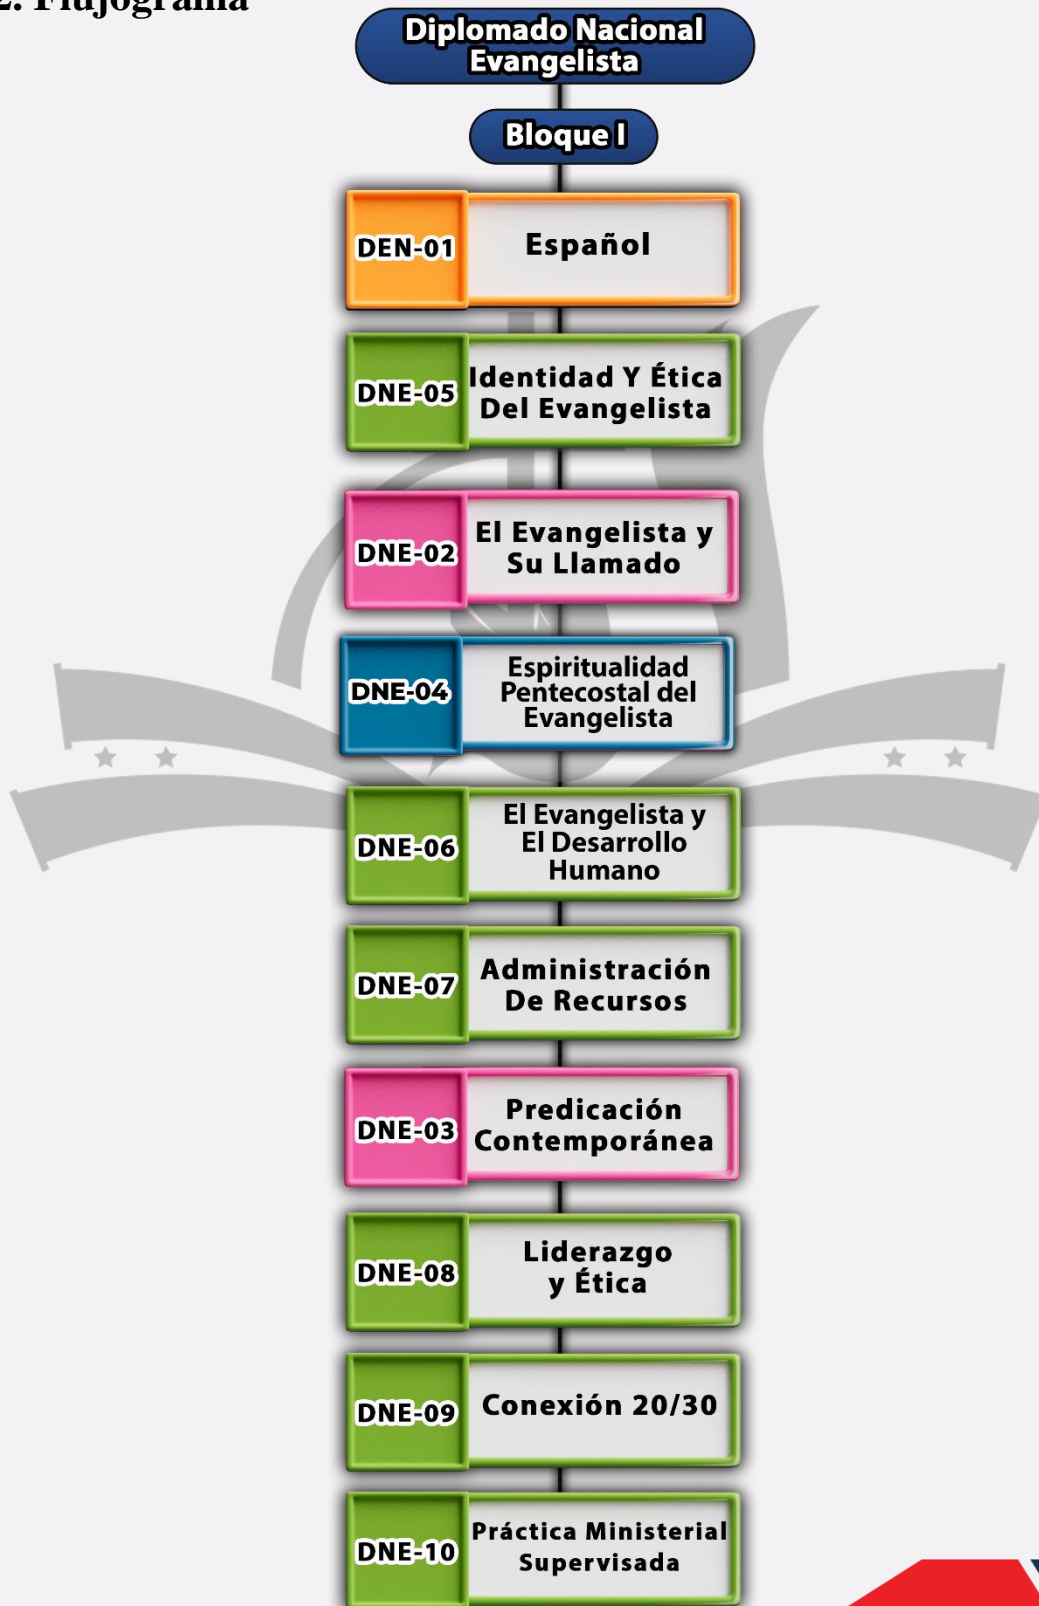 2. Flujograma
Diplomado Nacional
Evangelista
Bloque I
DEN-01
Español
DNE-05
Identidad Y Ética
Del Evangelista
DNE-02
El Evangelista y
Su Llamado
DNE-04
Espiritualidad
Pentecostal del
Evangelista
DNE-06
El Evangelista y
El Desarrollo
Humano
DNE-07
Administración
De Recursos
DNE-03
Predicación
Contemporánea
DNE-08
Liderazgo
y Ética
DNE-09
Conexión 20/30
DNE-10
Práctica Ministerial
Supervisada